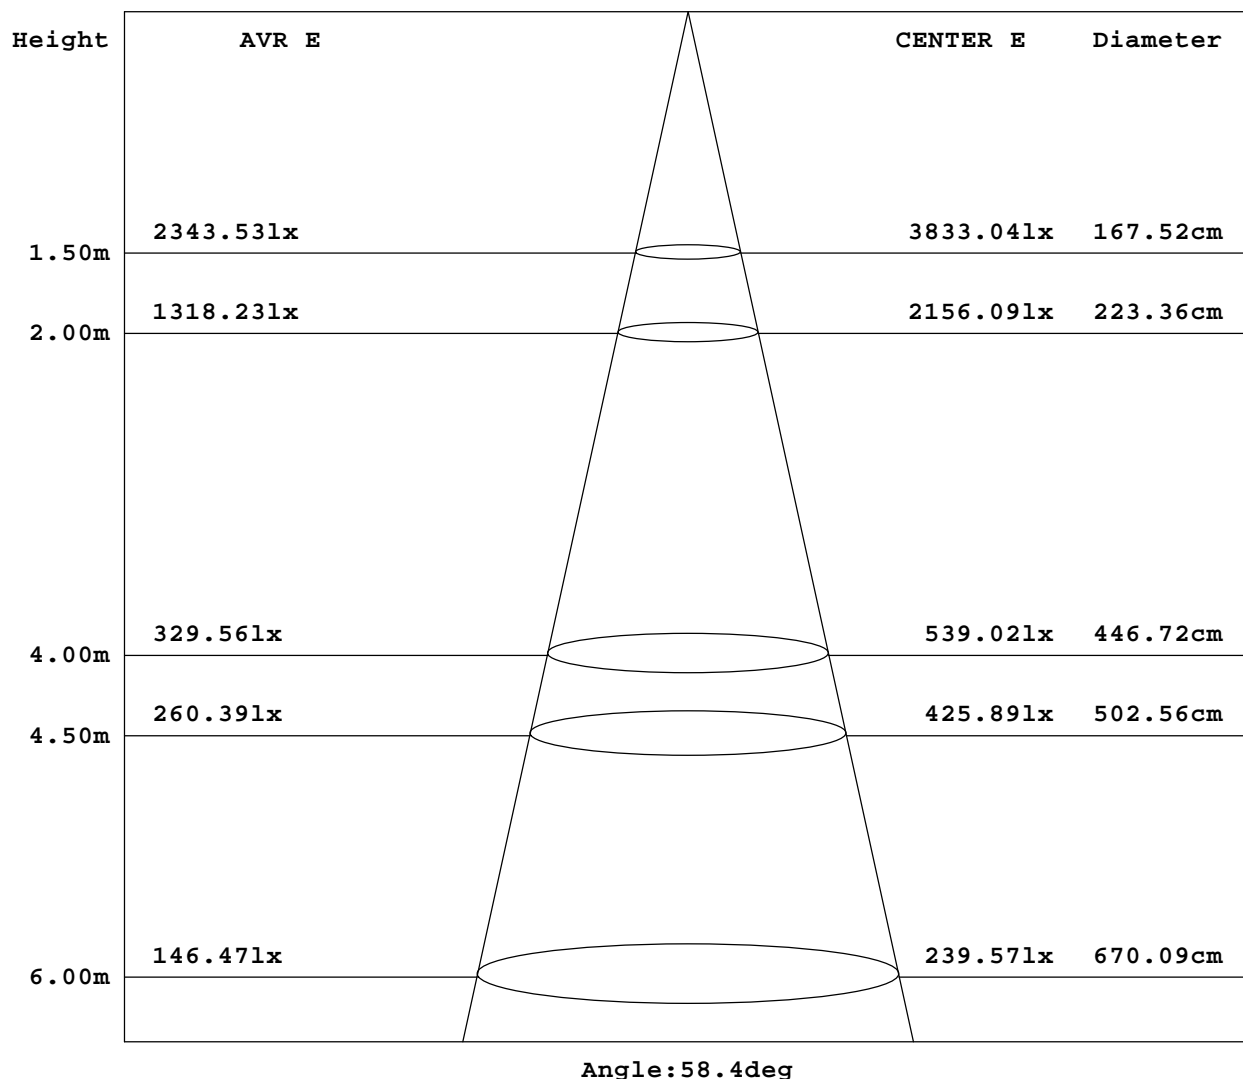 Height AVR E CENTER E Diameter
2343.53lx 3833.04lx 167.52cm
1.50m
1318.23lx 2156.09lx 223.36cm
2.00m
329.56lx 539.02lx 446.72cm
4.00m
260.39lx 425.89lx 502.56cm
4.50m
146.47lx 239.57lx 670.09cm
6.00m
Angle:58.4deg